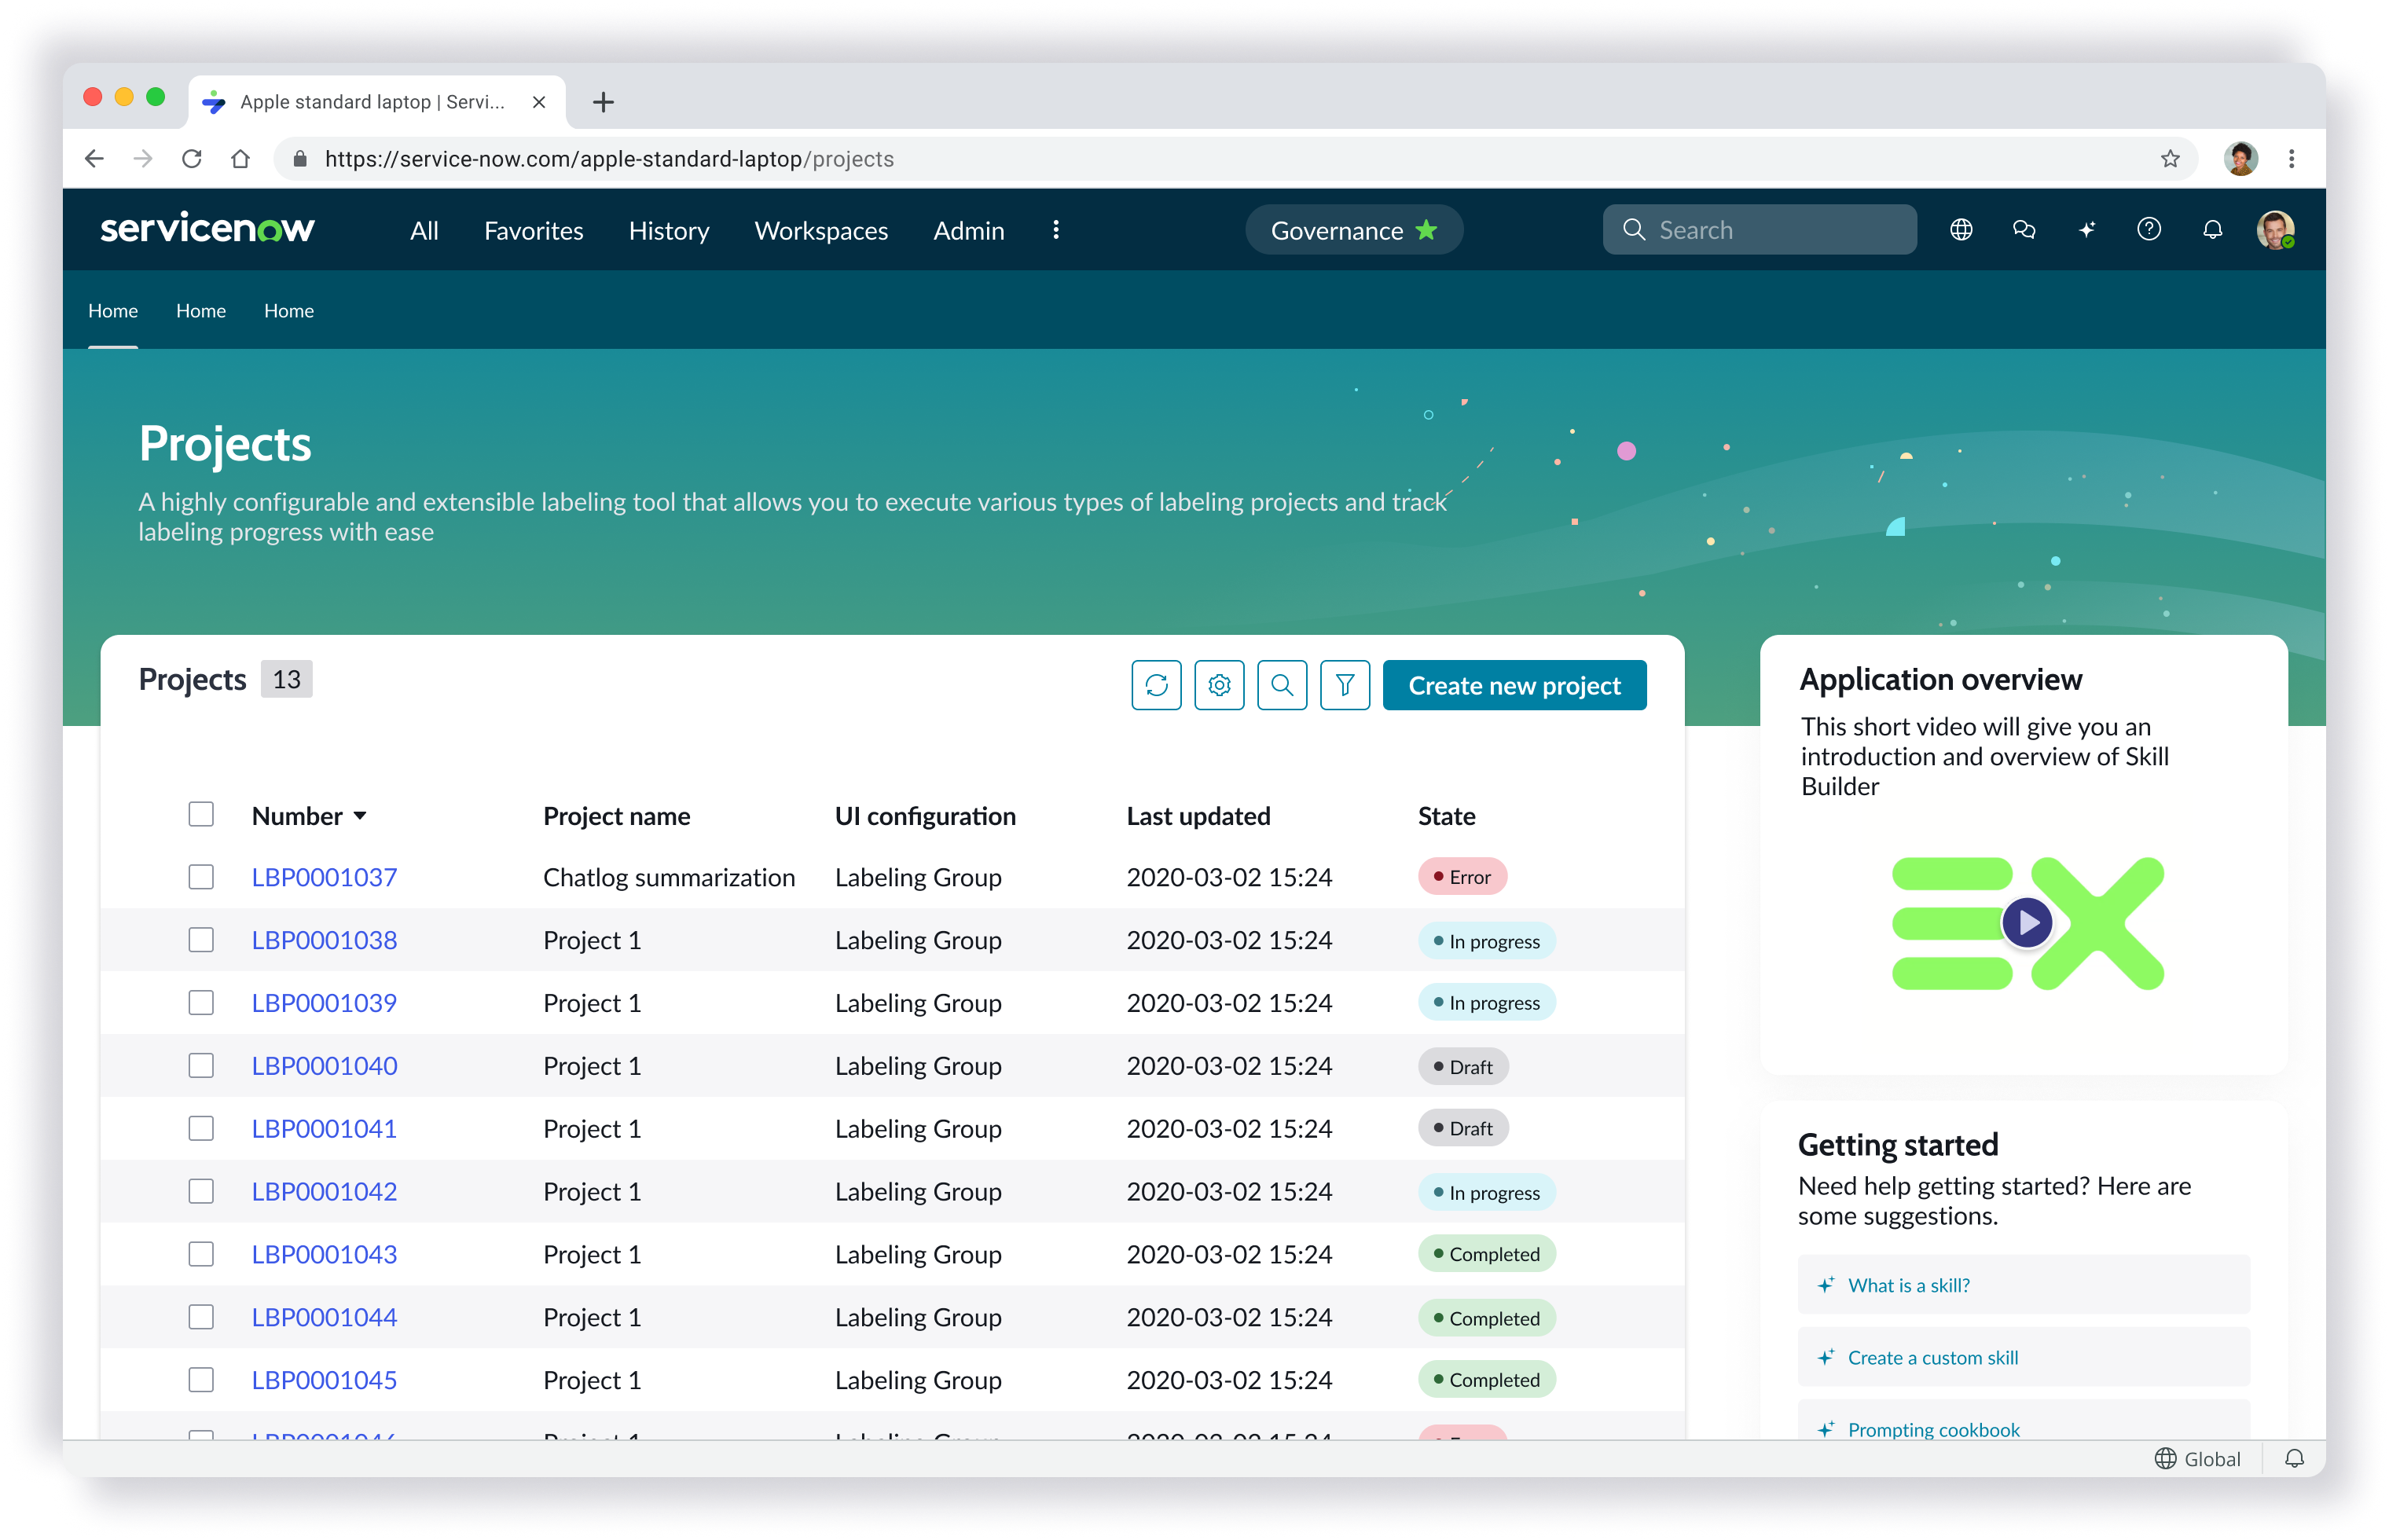 Apple standard laptop | Servi...
https://service-now.com/apple-standard-laptop/projects
servicenow All Favorites History Workspaces Admin Governance Search
Home Home Home
Projects
A highly configurable and extensible labeling tool that allows you to execute various types of labeling projects and track
labeling progress with ease
Projects 13 Create new project
Number Project name UI configuration Last updated State
LBP0001037 Chatlog summarization Labeling Group 2020-03-02 15:24 Error
LBP0001038 Project 1 Labeling Group 2020-03-02 15:24 In progress
LBP0001039 Project 1 Labeling Group 2020-03-02 15:24 In progress
LBP0001040 Project 1 Labeling Group 2020-03-02 15:24 Draft
LBP0001041 Project 1 Labeling Group 2020-03-02 15:24 Draft
LBP0001042 Project 1 Labeling Group 2020-03-02 15:24 In progress
LBP0001043 Project 1 Labeling Group 2020-03-02 15:24 Completed
LBP0001044 Project 1 Labeling Group 2020-03-02 15:24 Completed
LBP0001045 Project 1 Labeling Group 2020-03-02 15:24 Completed
Application overview
This short video will give you an
introduction and overview of Skill
Builder
EX
Getting started
Need help getting started? Here are
some suggestions.
What is a skill?
Create a custom skill
Prompting cookbook
Global